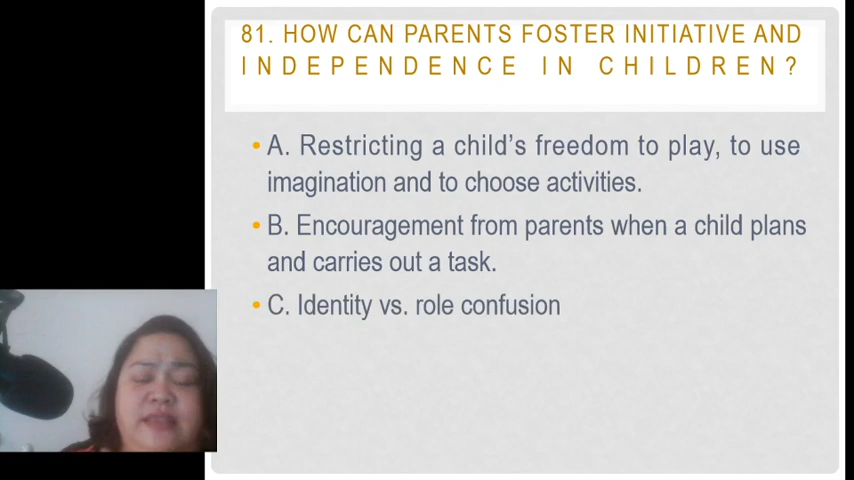 81. HOW CAN PARENTS FOSTER INITIATIVE AND
INDEPENDENCE IN CHILDREN?
• A. Restricting a child's freedom to play, to use
imagination and to choose activities.
• B. Encouragement from parents when a child plans
and carries out a task.
• C. Identity vs. role confusion